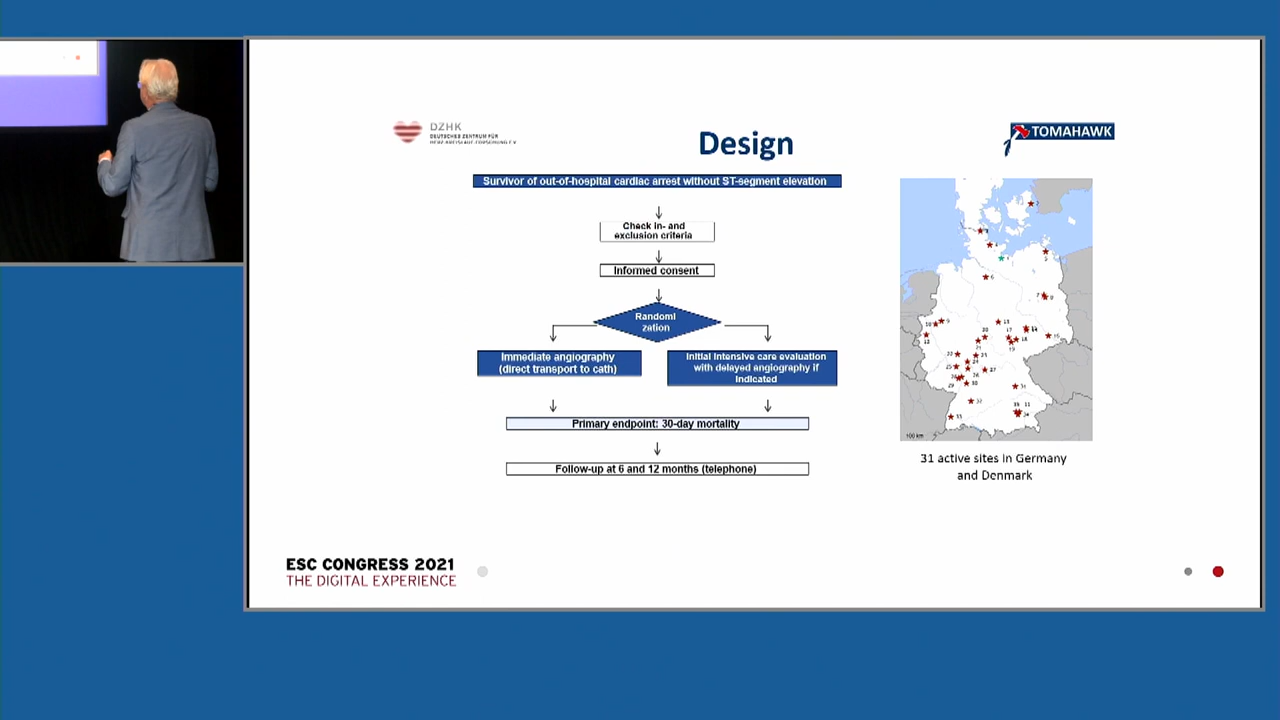 DZHK
DEUTSCHES ZENTRUM FÜR
HERZ-KREISLAUF-FORSCHUNG E.V.
Design
TOMAHAWK
Survivor of out-of-hospital cardiac arrest without ST-segment elevation
Check in- and
exclusion criteria
Informed consent
Randomi
zation
Immediate angiography
(direct transport to cath)
Initial intensive care evaluation
with delayed angiography if
indicated
Primary endpoint: 30-day mortality
Follow-up at 6 and 12 months (telephone)
100 km
31 active sites in Germany
and Denmark
ESC CONGRESS 2021
THE DIGITAL EXPERIENCE